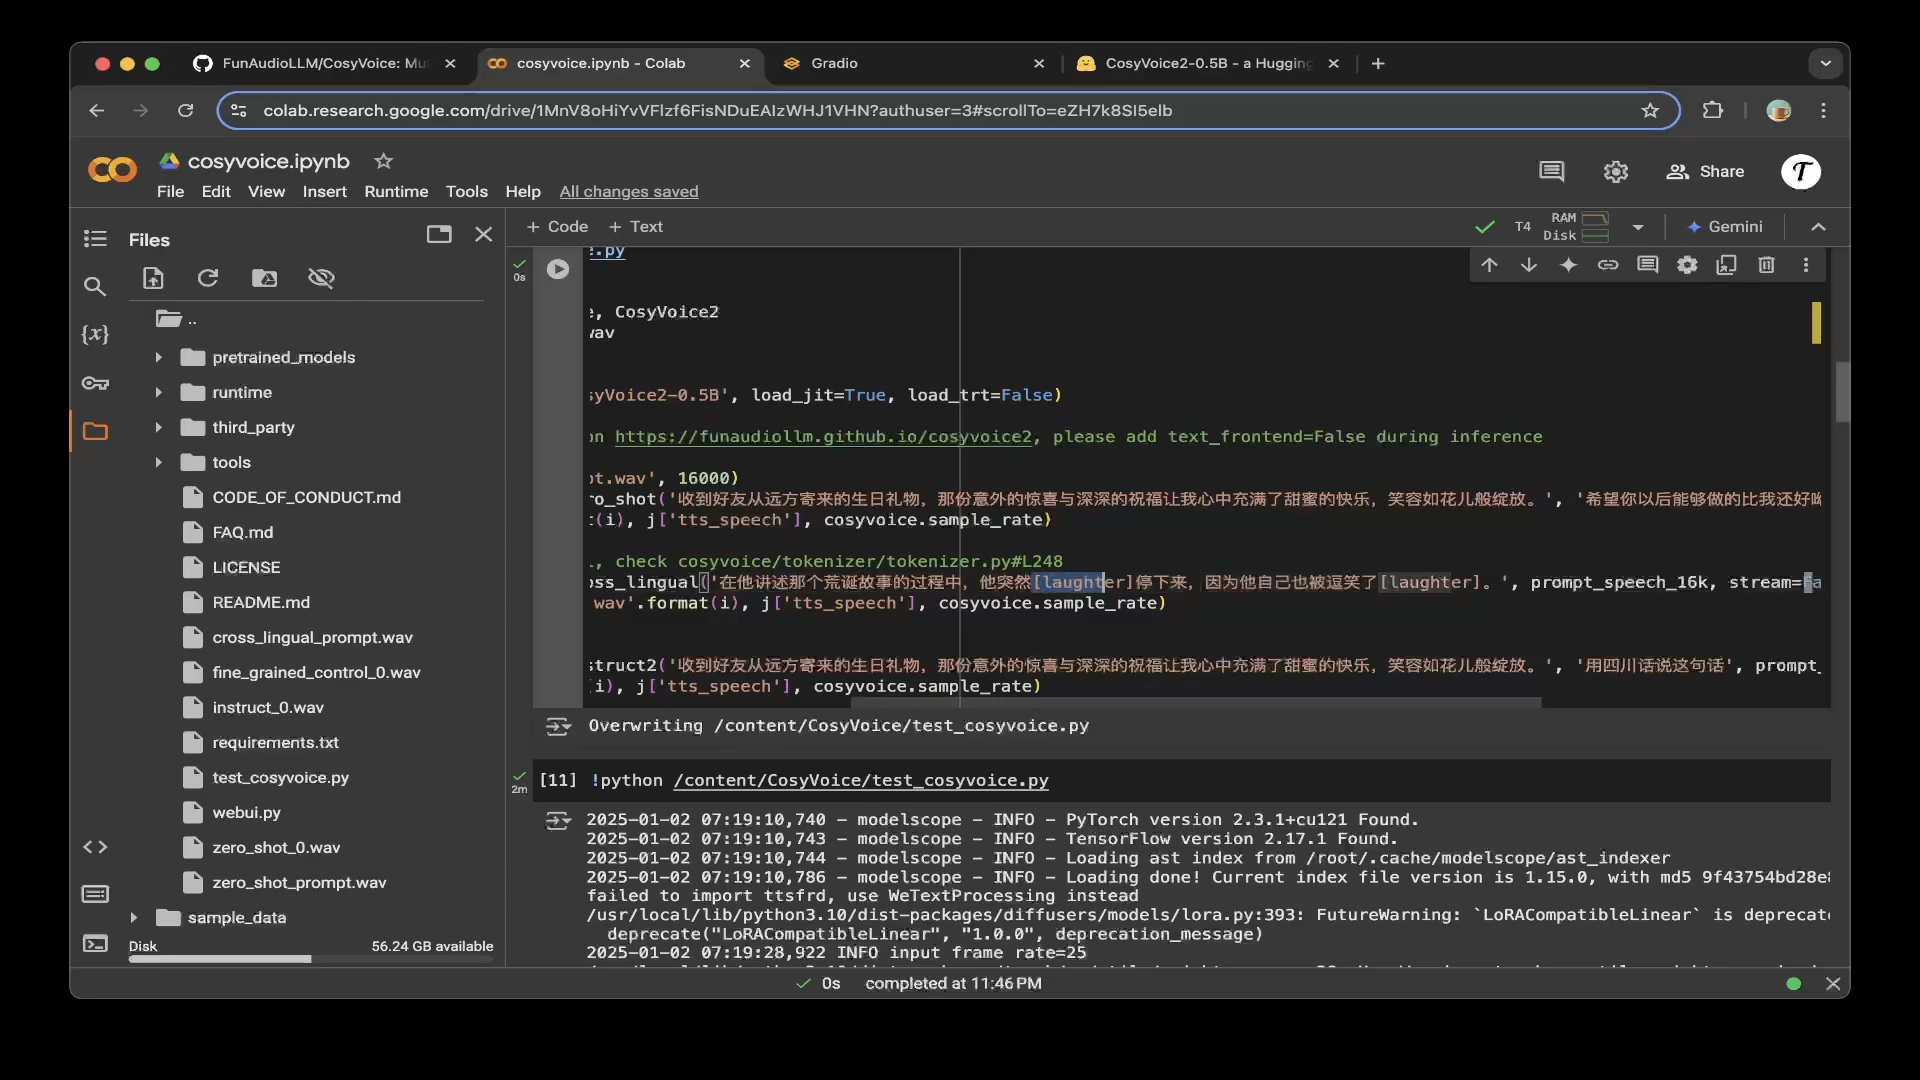 FunAudioLLM/CosyVoice: Mu
cosyvoice.ipynb - Colab
Gradio
CosyVoice2-0.5B - a Hugging
colab.research.google.com/drive/1MnV8oHiYvVFlzf6FisNDuEAIzWHJ1VHN?authuser=3#scrollTo=eZH7k8Sl5elb
cosyvoice.ipynb
File Edit View Insert Runtime Tools Help All changes saved
Share
Files
+ Code + Text
T4 RAM Disk
Gemini
..
pretrained_models
runtime
third_party
tools
CODE_OF_CONDUCT.md
FAQ.md
LICENSE
README.md
cross_lingual_prompt.wav
fine_grained_control_0.wav
instruct_0.wav
requirements.txt
test_cosyvoice.py
webui.py
zero_shot_0.wav
zero_shot_prompt.wav
sample_data
Disk 56.24 GB available
0s
e.py
e, CosyVoice2
wav
syVoice2-0.5B', load_jit=True, load_trt=False)
on https://funaudiollm.github.io/cosyvoice2, please add text_frontend=False during inference
pt.wav', 16000)
ro_shot('收到好友从远方寄来的生日礼物，那份意外的惊喜与深深的祝福让我心中充满了甜蜜的快乐，笑容如花儿般绽放。', '希望你以后能够做的比我还好呦
t(i), j['tts_speech'], cosyvoice.sample_rate)
l, check cosyvoice/tokenizer/tokenizer.py#L248
oss_lingual('在他讲述那个荒诞故事的过程中，他突然[laughter]停下来，因为他自己也被逗笑了[laughter]。', prompt_speech_16k, stream=Fa
wav'.format(i), j['tts_speech'], cosyvoice.sample_rate)
struct2('收到好友从远方寄来的生日礼物，那份意外的惊喜与深深的祝福让我心中充满了甜蜜的快乐，笑容如花儿般绽放。', '用四川话说这句话', prompt_
(i), j['tts_speech'], cosyvoice.sample_rate)
Overwriting /content/CosyVoice/test_cosyvoice.py
2m
[11] !python /content/CosyVoice/test_cosyvoice.py
2025-01-02 07:19:10,740 - modelscope - INFO - PyTorch version 2.3.1+cu121 Found.
2025-01-02 07:19:10,743 - modelscope - INFO - TensorFlow version 2.17.1 Found.
2025-01-02 07:19:10,744 - modelscope - INFO - Loading ast index from /root/.cache/modelscope/ast_indexer
2025-01-02 07:19:10,786 - modelscope - INFO - Loading done! Current index file version is 1.15.0, with md5 9f43754bd28e8
failed to import ttsfrd, use WeTextProcessing instead
/usr/local/lib/python3.10/dist-packages/diffusers/models/lora.py:393: FutureWarning: `LoRACompatibleLinear` is deprecate
deprecate("LoRACompatibleLinear", "1.0.0", deprecation_message)
2025-01-02 07:19:28,922 INFO input frame rate=25
0s completed at 11:46 PM